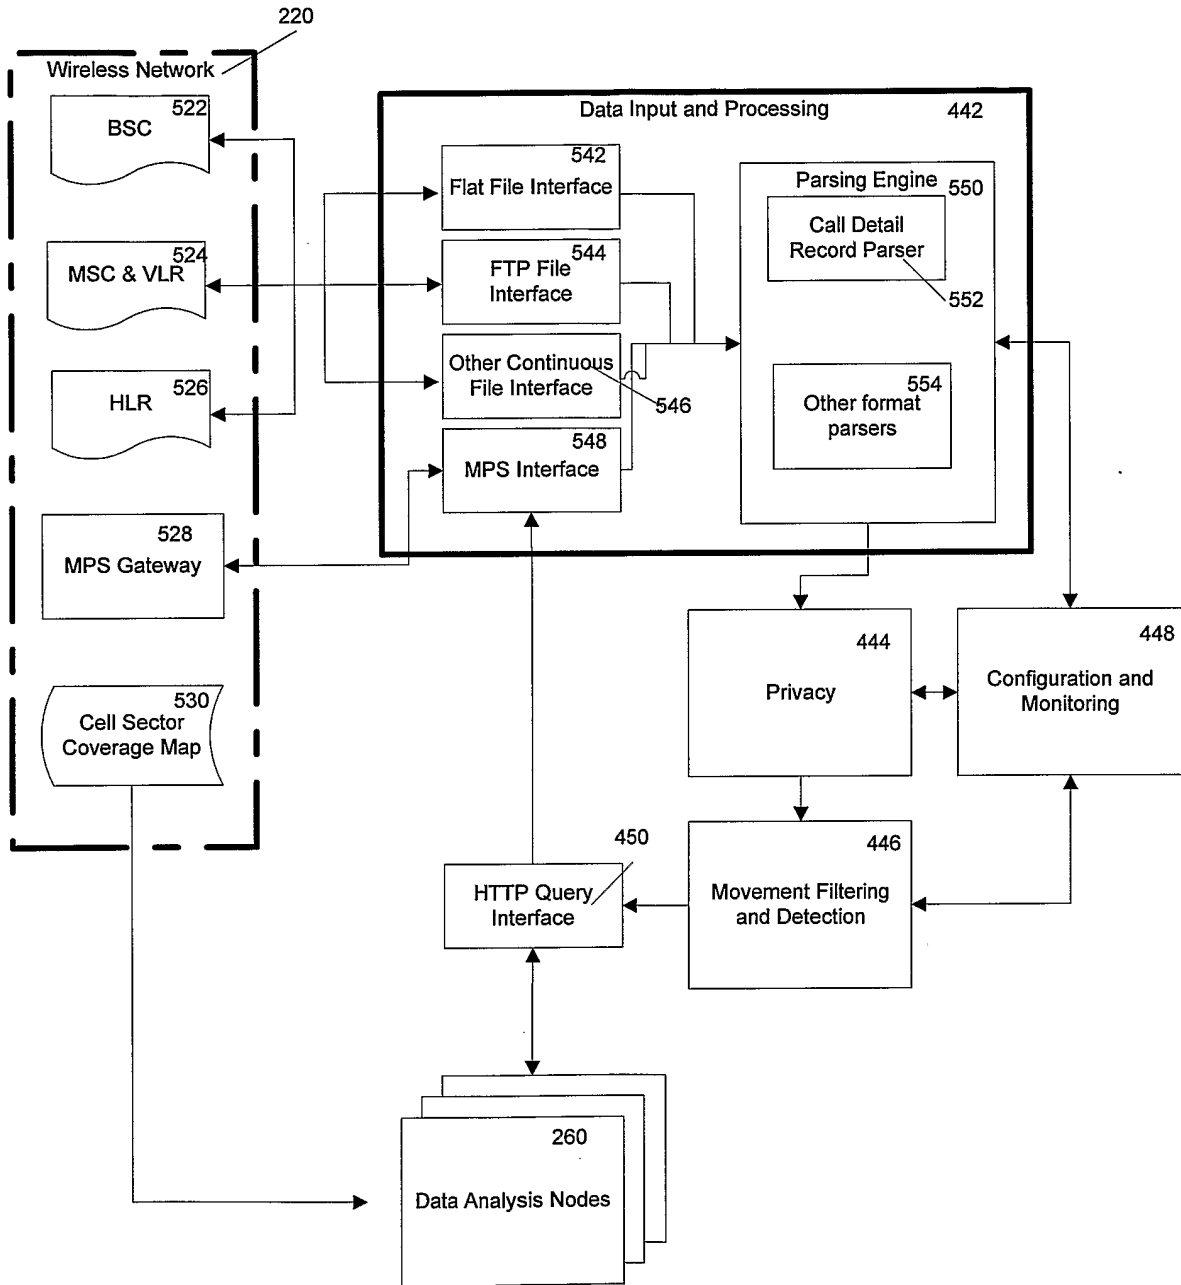 220
Wireless Network
522
BSC
524
MSC & VLR
526
HLR
528
MPS Gateway
530
Cell Sector
Coverage Map
Data Input and Processing
442
542
Flat File Interface
544
FTP File
Interface
Other Continuous
File Interface
546
548
MPS Interface
Parsing Engine
550
Call Detail
Record Parser
552
554
Other format
parsers
444
Privacy
448
Configuration and
Monitoring
446
Movement Filtering
and Detection
450
HTTP Query
Interface
260
Data Analysis Nodes